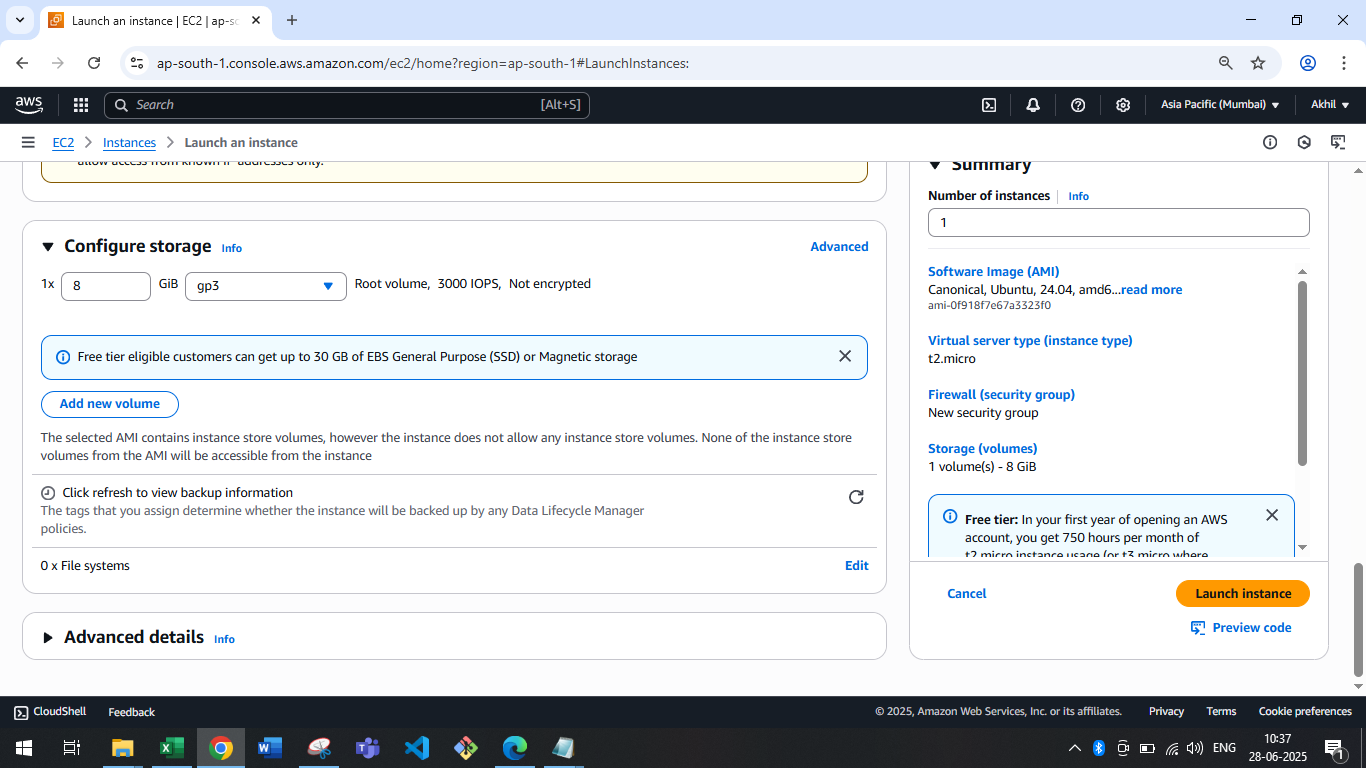 Launch an instance | EC2 | ap-so
ap-south-1.console.aws.amazon.com/ec2/home?region=ap-south-1#LaunchInstances:
aws
Search
[Alt+S]
Asia Pacific (Mumbai)
Akhil
EC2
Instances
Launch an instance
allow access from known IP addresses only.
Configure storage
Info
Advanced
1x
8
GiB
gp3
Root volume, 3000 IOPS, Not encrypted
Free tier eligible customers can get up to 30 GB of EBS General Purpose (SSD) or Magnetic storage
Add new volume
The selected AMI contains instance store volumes, however the instance does not allow any instance store volumes. None of the instance store
volumes from the AMI will be accessible from the instance
Click refresh to view backup information
The tags that you assign determine whether the instance will be backed up by any Data Lifecycle Manager
policies.
0 x File systems
Edit
Advanced details
Info
Summary
Number of instances
Info
1
Software Image (AMI)
Canonical, Ubuntu, 24.04, amd6...read more
ami-0f918f7e67a3323f0
Virtual server type (instance type)
t2.micro
Firewall (security group)
New security group
Storage (volumes)
1 volume(s) - 8 GiB
Free tier: In your first year of opening an AWS
account, you get 750 hours per month of
t2.micro instance usage (or t3.micro where
Cancel
Launch instance
Preview code
CloudShell
Feedback
© 2025, Amazon Web Services, Inc. or its affiliates.
Privacy
Terms
Cookie preferences
ENG
10:37
28-06-2025
1